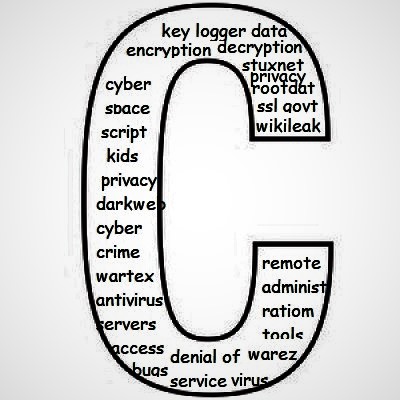 key logger data
encryption decryption
stuxnet
privacy
rootdat
ssl govt
wikileak
cyber
space
script
kids
privacy
darkweb
cyber
crime
wartex
antivirus
servers
access
bugs
denial of
service virus
warez
remote
administ
ratiom
tools